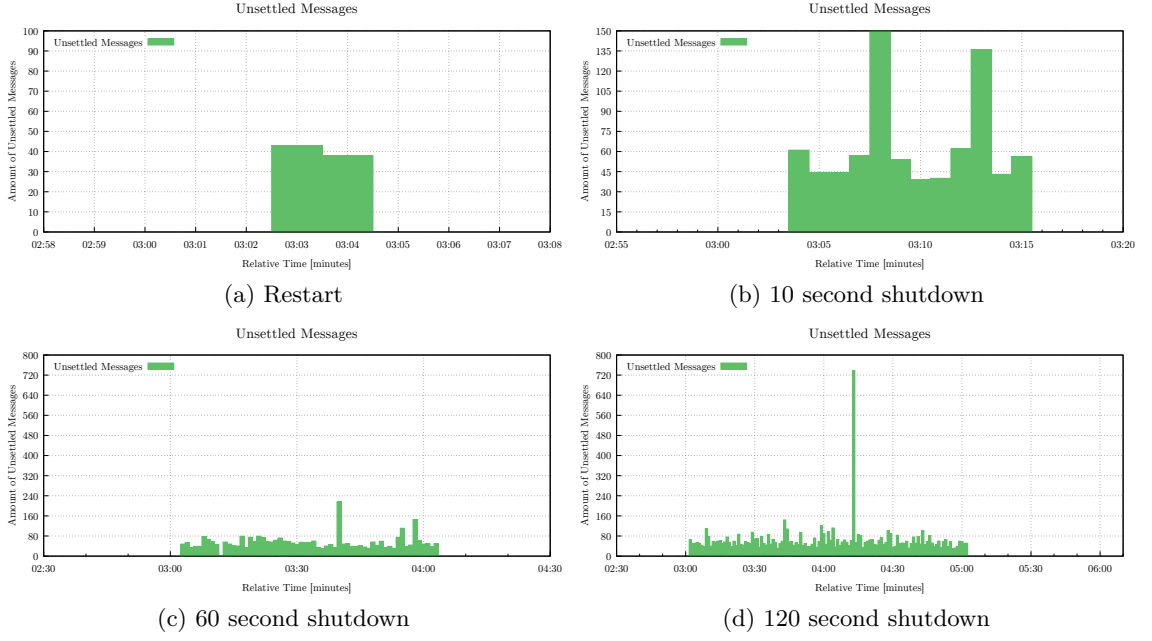 Unsettled Messages
Unsettled Messages
100
90
80
70
60
50
40
30
20
10
0
Amount of Unsettled Messages
02:58 02:59 03:00 03:01 03:02 03:03 03:04 03:05 03:06 03:07 03:08
Relative Time [minutes]
(a) Restart
Unsettled Messages
Unsettled Messages
150
135
120
105
90
75
60
45
30
15
0
Amount of Unsettled Messages
02:55 03:00 03:05 03:10 03:15 03:20
Relative Time [minutes]
(b) 10 second shutdown
Unsettled Messages
Unsettled Messages
800
720
640
560
480
400
320
240
160
80
0
Amount of Unsettled Messages
02:30 03:00 03:30 04:00 04:30
Relative Time [minutes]
(c) 60 second shutdown
Unsettled Messages
Unsettled Messages
800
720
640
560
480
400
320
240
160
80
0
Amount of Unsettled Messages
02:30 03:00 03:30 04:00 04:30 05:00 05:30 06:00
Relative Time [minutes]
(d) 120 second shutdown